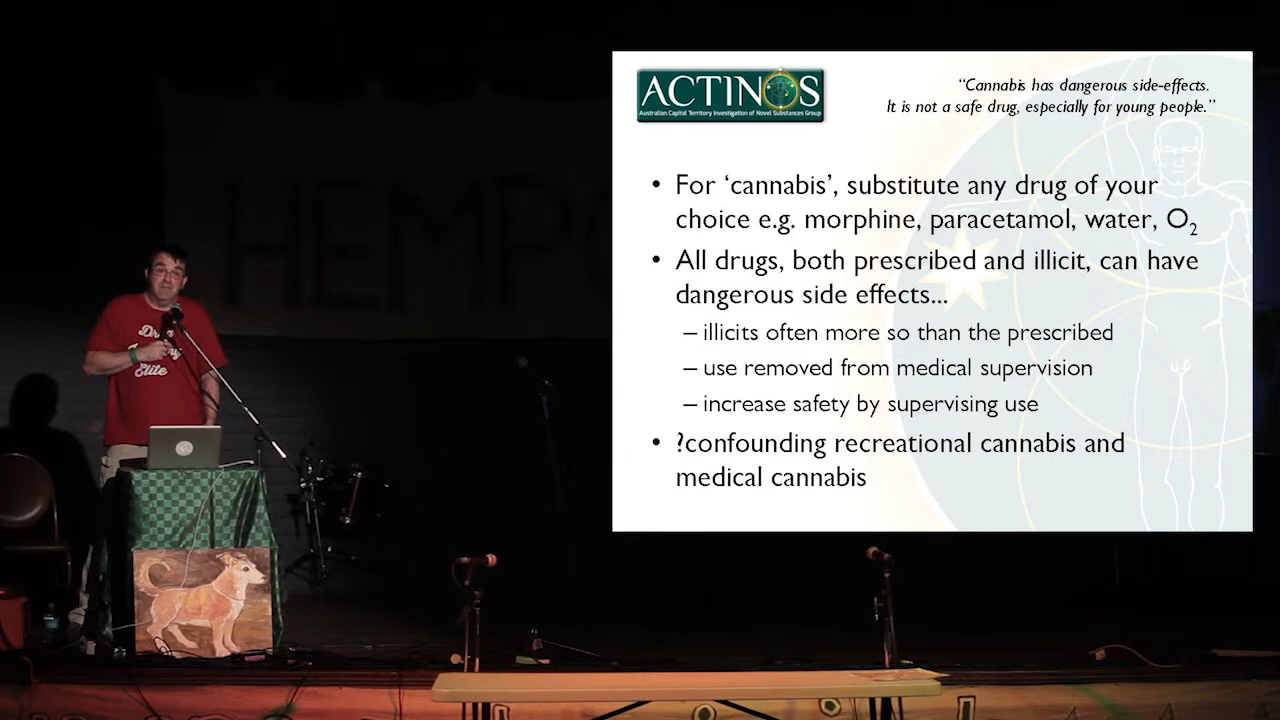 ACTINOS
Australian Capital Territory Investigation of Novel Substances Group
“Cannabis has dangerous side-effects.
It is not a safe drug, especially for young people.”
• For ‘cannabis’, substitute any drug of your
choice e.g. morphine, paracetamol, water, O₂
• All drugs, both prescribed and illicit, can have
dangerous side effects...
– illicits often more so than the prescribed
– use removed from medical supervision
– increase safety by supervising use
• ?confounding recreational cannabis and
medical cannabis
HEMP
Elite